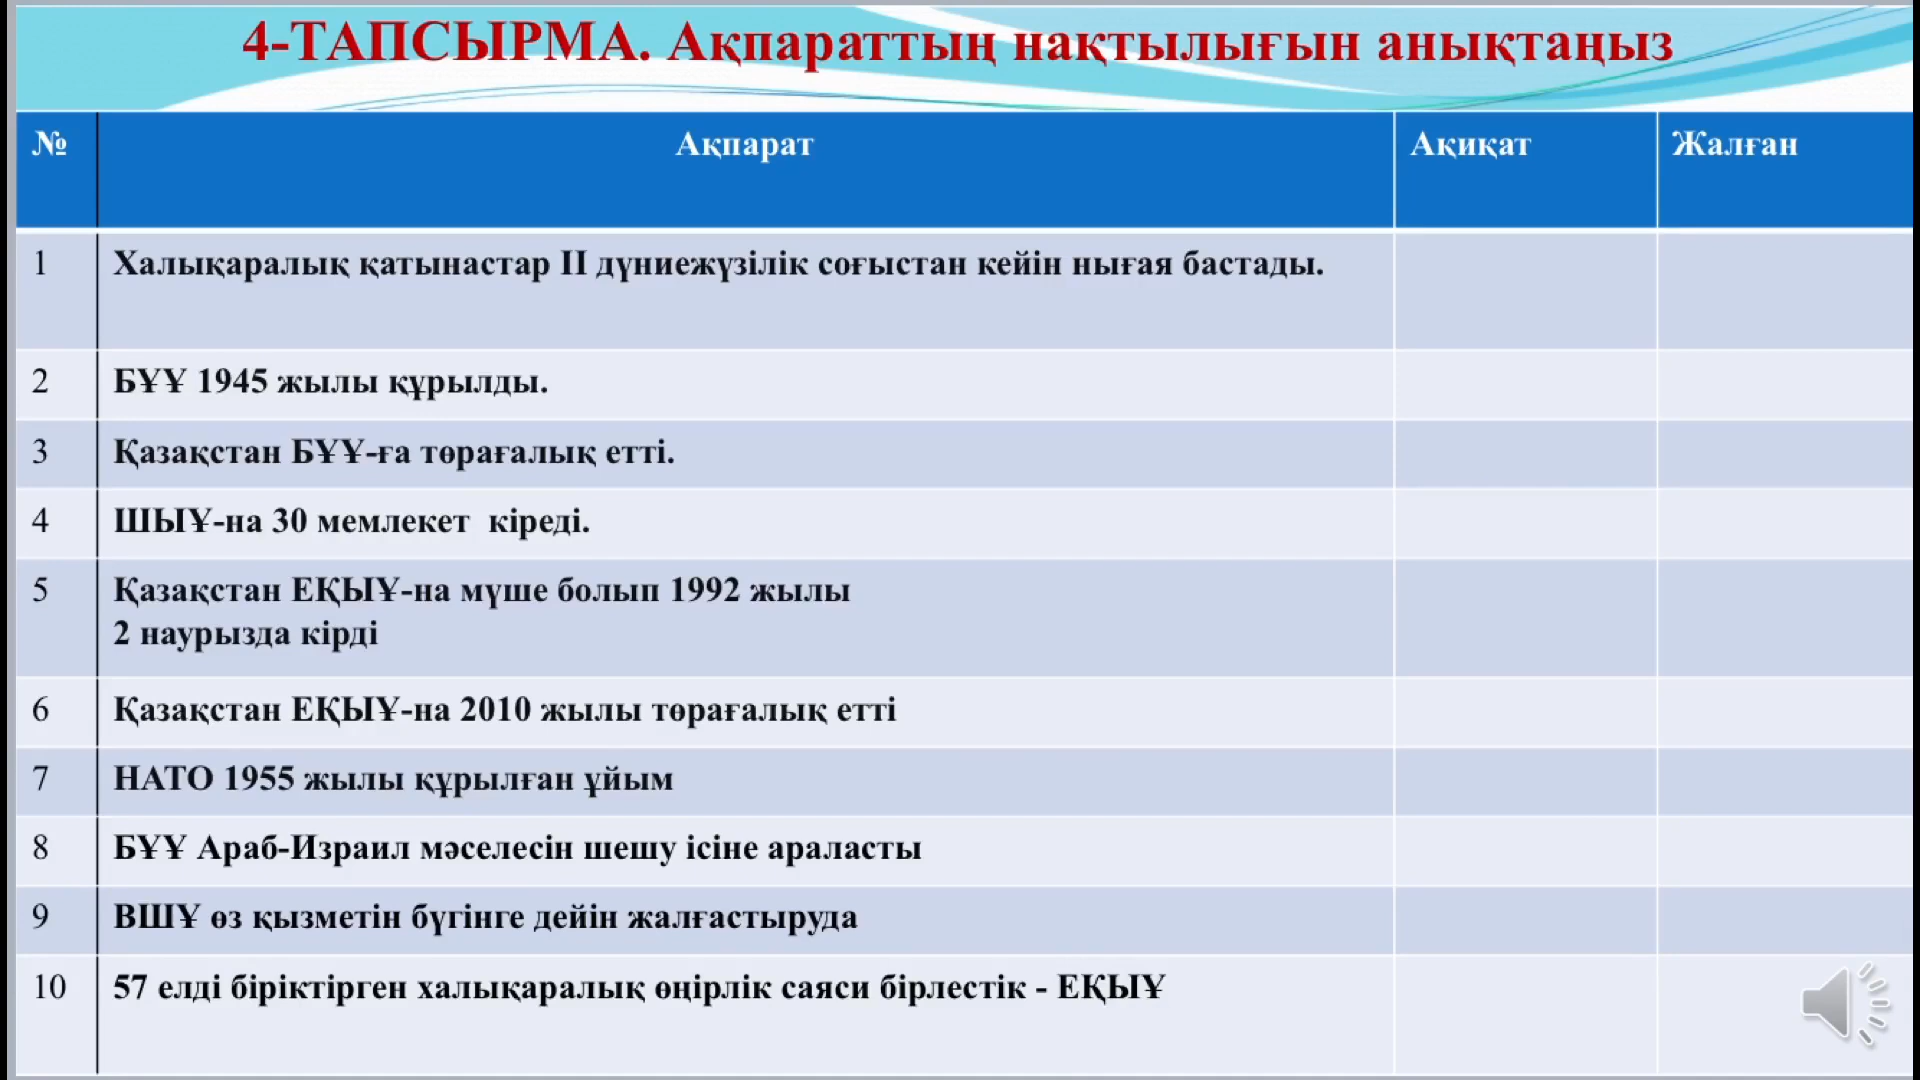 4-ТАПСЫРМА. Ақпараттың нақтылығын анықтаңыз
№ Ақпарат Ақиқат Жалған
1 Халықаралық қатынастар II дүниежүзілік соғыстан кейін нығая бастады.
2 БҰҰ 1945 жылы құрылды.
3 Қазақстан БҰҰ-ға төрағалық етті.
4 ШЫҰ-на 30 мемлекет кіреді.
5 Қазақстан ЕҚЫҰ-на мүше болып 1992 жылы
2 наурызда кірді
6 Қазақстан ЕҚЫҰ-на 2010 жылы төрағалық етті
7 НАТО 1955 жылы құрылған ұйым
8 БҰҰ Араб-Израил мәселесін шешу ісіне араласты
9 ВШҰ өз қызметін бүгінге дейін жалғастыруда
10 57 елді біріктірген халықаралық өңірлік саяси бірлестік - ЕҚЫҰ